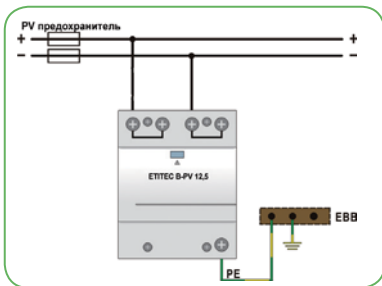 PV предохранитель
+ +
– –
ETITEC B-PV 12,5
EBB
PE